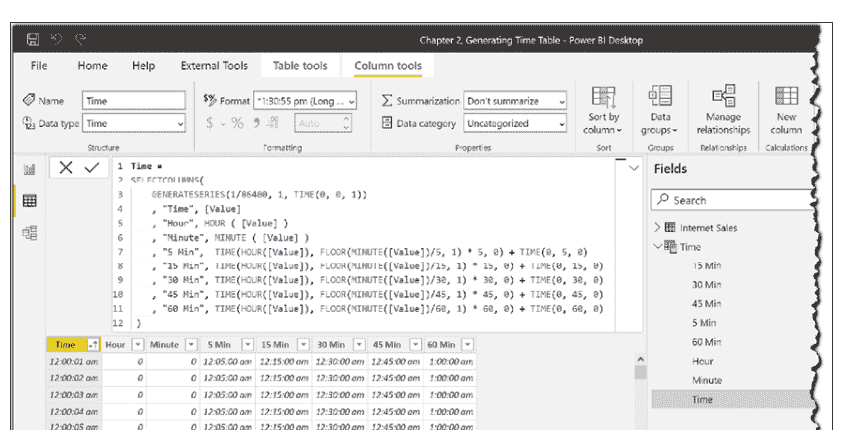 Chapter 2, Generating Time Table - Power BI Desktop
File Home Help External Tools Table tools Column tools
Name Time
Data type Time
Structure
Format *1:30:55 pm (Long ...
$ % 9 Auto
Formatting
Summarization Don't summarize
Data category Uncategorized
Properties
Sort by column
Sort
Data groups
Groups
Manage relationships
Relationships
New column
Calculations
1 Time =
2 SELECTCOLUMNS(
3 GENERATESERIES(1/86400, 1, TIME(0, 0, 1))
4 , "Time", [Value]
5 , "Hour", HOUR ( [Value] )
6 , "Minute", MINUTE ( [Value] )
7 , "5 Min", TIME(HOUR([Value]), FLOOR(MINUTE([Value])/5, 1) * 5, 0) + TIME(0, 5, 0)
8 , "15 Min", TIME(HOUR([Value]), FLOOR(MINUTE([Value])/15, 1) * 15, 0) + TIME(0, 15, 0)
9 , "30 Min", TIME(HOUR([Value]), FLOOR(MINUTE([Value])/30, 1) * 30, 0) + TIME(0, 30, 0)
10 , "45 Min", TIME(HOUR([Value]), FLOOR(MINUTE([Value])/45, 1) * 45, 0) + TIME(0, 45, 0)
11 , "60 Min", TIME(HOUR([Value]), FLOOR(MINUTE([Value])/60, 1) * 60, 0) + TIME(0, 60, 0)
12 )
Time Hour Minute 5 Min 15 Min 30 Min 45 Min 60 Min
12:00:01 am 0 0 12:05:00 am 12:15:00 am 12:30:00 am 12:45:00 am 1:00:00 am
12:00:02 am 0 0 12:05:00 am 12:15:00 am 12:30:00 am 12:45:00 am 1:00:00 am
12:00:03 am 0 0 12:05:00 am 12:15:00 am 12:30:00 am 12:45:00 am 1:00:00 am
12:00:04 am 0 0 12:05:00 am 12:15:00 am 12:30:00 am 12:45:00 am 1:00:00 am
12:00:05 am 0 0 12:05:00 am 12:15:00 am 12:30:00 am 12:45:00 am 1:00:00 am
Fields
Search
Internet Sales
Time
15 Min
30 Min
45 Min
5 Min
60 Min
Hour
Minute
Time